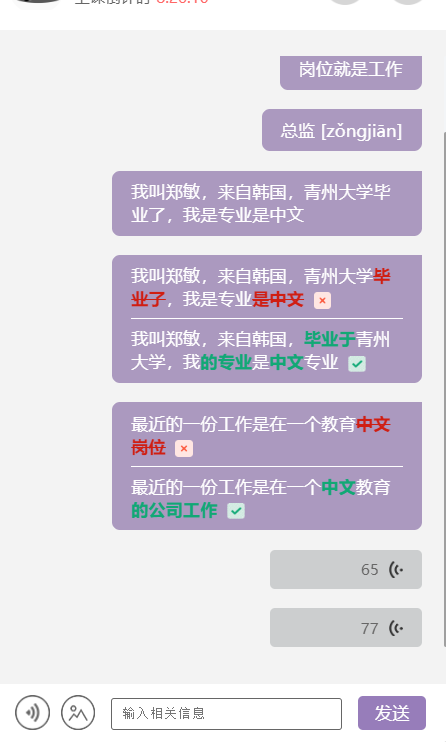 岗位就是工作
总监 [zǒngjiān]
我叫郑敏，来自韩国，青州大学毕
业了，我是专业是中文
我叫郑敏，来自韩国，青州大学毕
业了，我是专业是中文
我叫郑敏，来自韩国，毕业于青州
大学，我的专业是中文专业
最近的一份工作是在一个教育中文
岗位
最近的一份工作是在一个中文教育
的公司工作
65
77
输入相关信息
发送